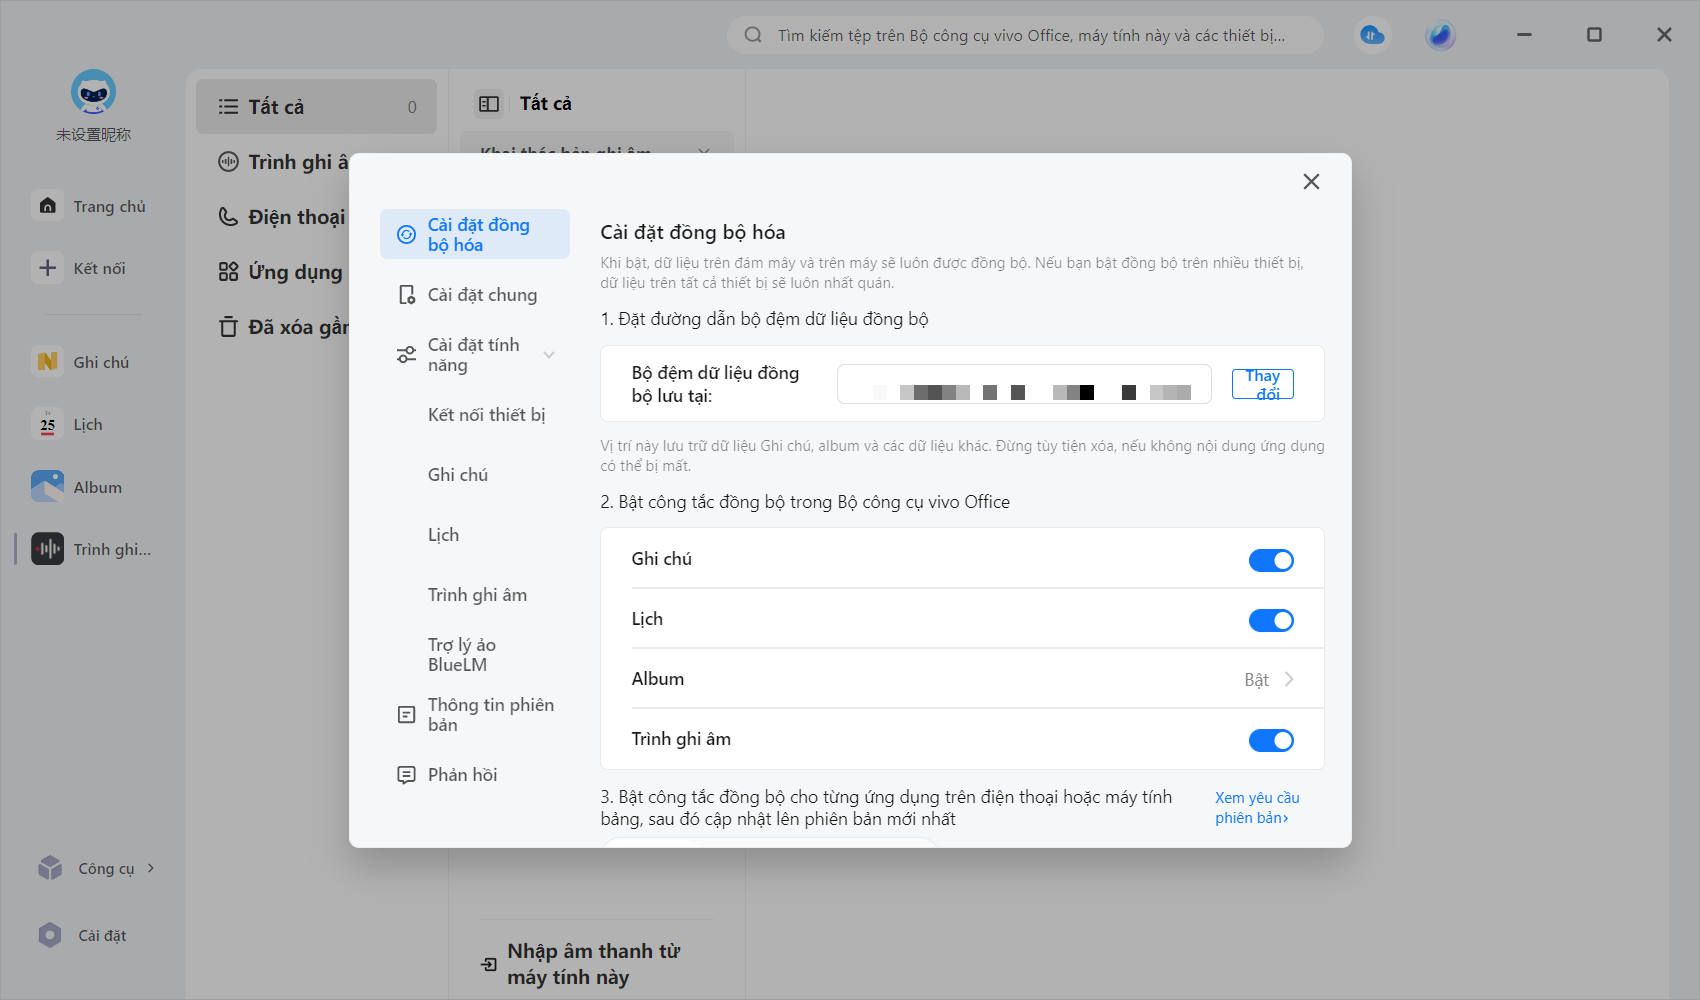 Tìm kiếm tệp trên Bộ công cụ vivo Office, máy tính này và các thiết bị...
未设置昵称
Trang chủ
Kết nối
Ghi chú
25
Lịch
Album
Trình ghi...
Công cụ
Cài đặt
Tất cả
0
Trình ghi
Điện thoại
Ứng dụng
Đã xóa gần
Tất cả
Khai thác bản ghi âm
Cài đặt đồng
bộ hóa
Cài đặt chung
Cài đặt tính
năng
Kết nối thiết bị
Ghi chú
Lịch
Trình ghi âm
Trợ lý ảo
BlueLM
Thông tin phiên
bản
Phản hồi
Cài đặt đồng bộ hóa
Khi bật, dữ liệu trên đám mây và trên máy sẽ luôn được đồng bộ. Nếu bạn bật đồng bộ trên nhiều thiết bị,
dữ liệu trên tất cả thiết bị sẽ luôn nhất quán.
1. Đặt đường dẫn bộ đệm dữ liệu đồng bộ
Bộ đệm dữ liệu đồng
bộ lưu tại:
Thay
đổi
Vị trí này lưu trữ dữ liệu Ghi chú, album và các dữ liệu khác. Đừng tùy tiện xóa, nếu không nội dung ứng dụng
có thể bị mất.
2. Bật công tắc đồng bộ trong Bộ công cụ vivo Office
Ghi chú
Lịch
Album
Bật
Trình ghi âm
3. Bật công tắc đồng bộ cho từng ứng dụng trên điện thoại hoặc máy tính
bảng, sau đó cập nhật lên phiên bản mới nhất
Xem yêu cầu
phiên bản›
Nhập âm thanh từ
máy tính này